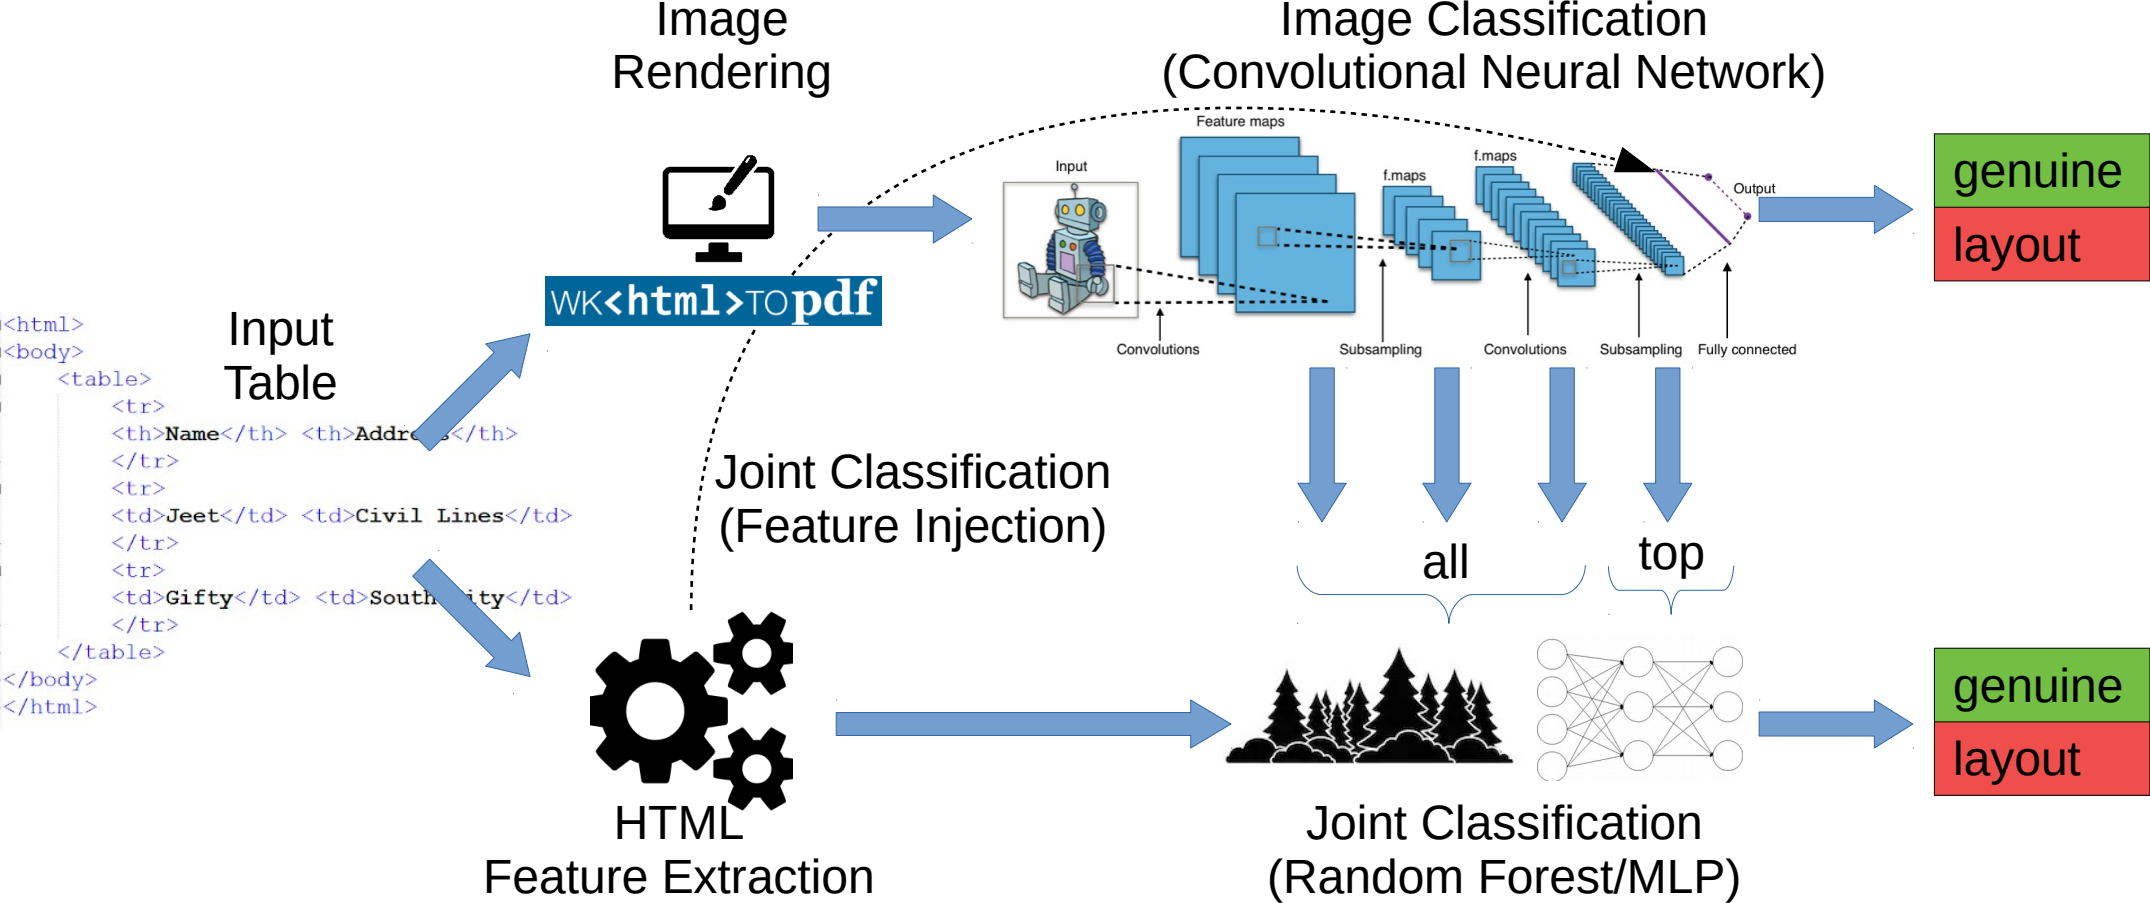 Image
Rendering
Image Classification
(Convolutional Neural Network)
Feature maps
Input
f.maps
f.maps
Output
Convolutions
Subsampling
Convolutions
Subsampling
Fully connected
genuine
layout
WK<html>TOpdf
Input
Table
<html>
<body>
<table>
<tr>
<th>Name</th> <th>Addr s</th>
</tr>
<tr>
<td>Jeet</td> <td>Civil Lines</td>
</tr>
<tr>
<td>Gifty</td> <td>South ity</td>
</tr>
</table>
</body>
</html>
Joint Classification
(Feature Injection)
all
top
HTML
Feature Extraction
Joint Classification
(Random Forest/MLP)
genuine
layout